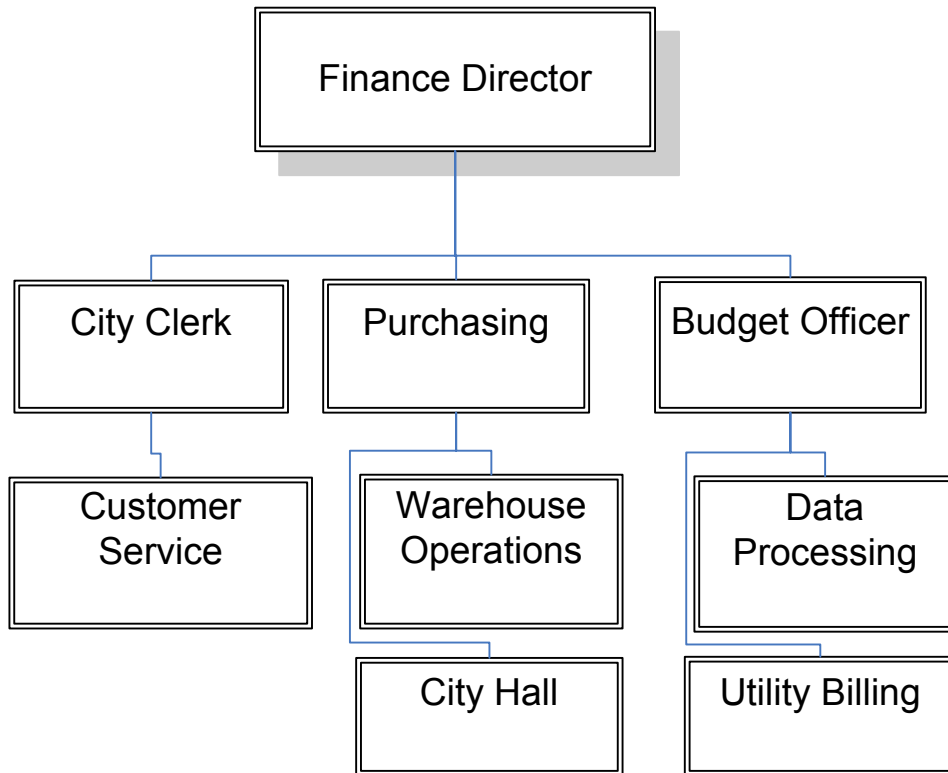 Finance Director
City Clerk
Purchasing
Budget Officer
Customer
Service
Warehouse
Operations
Data
Processing
City Hall
Utility Billing